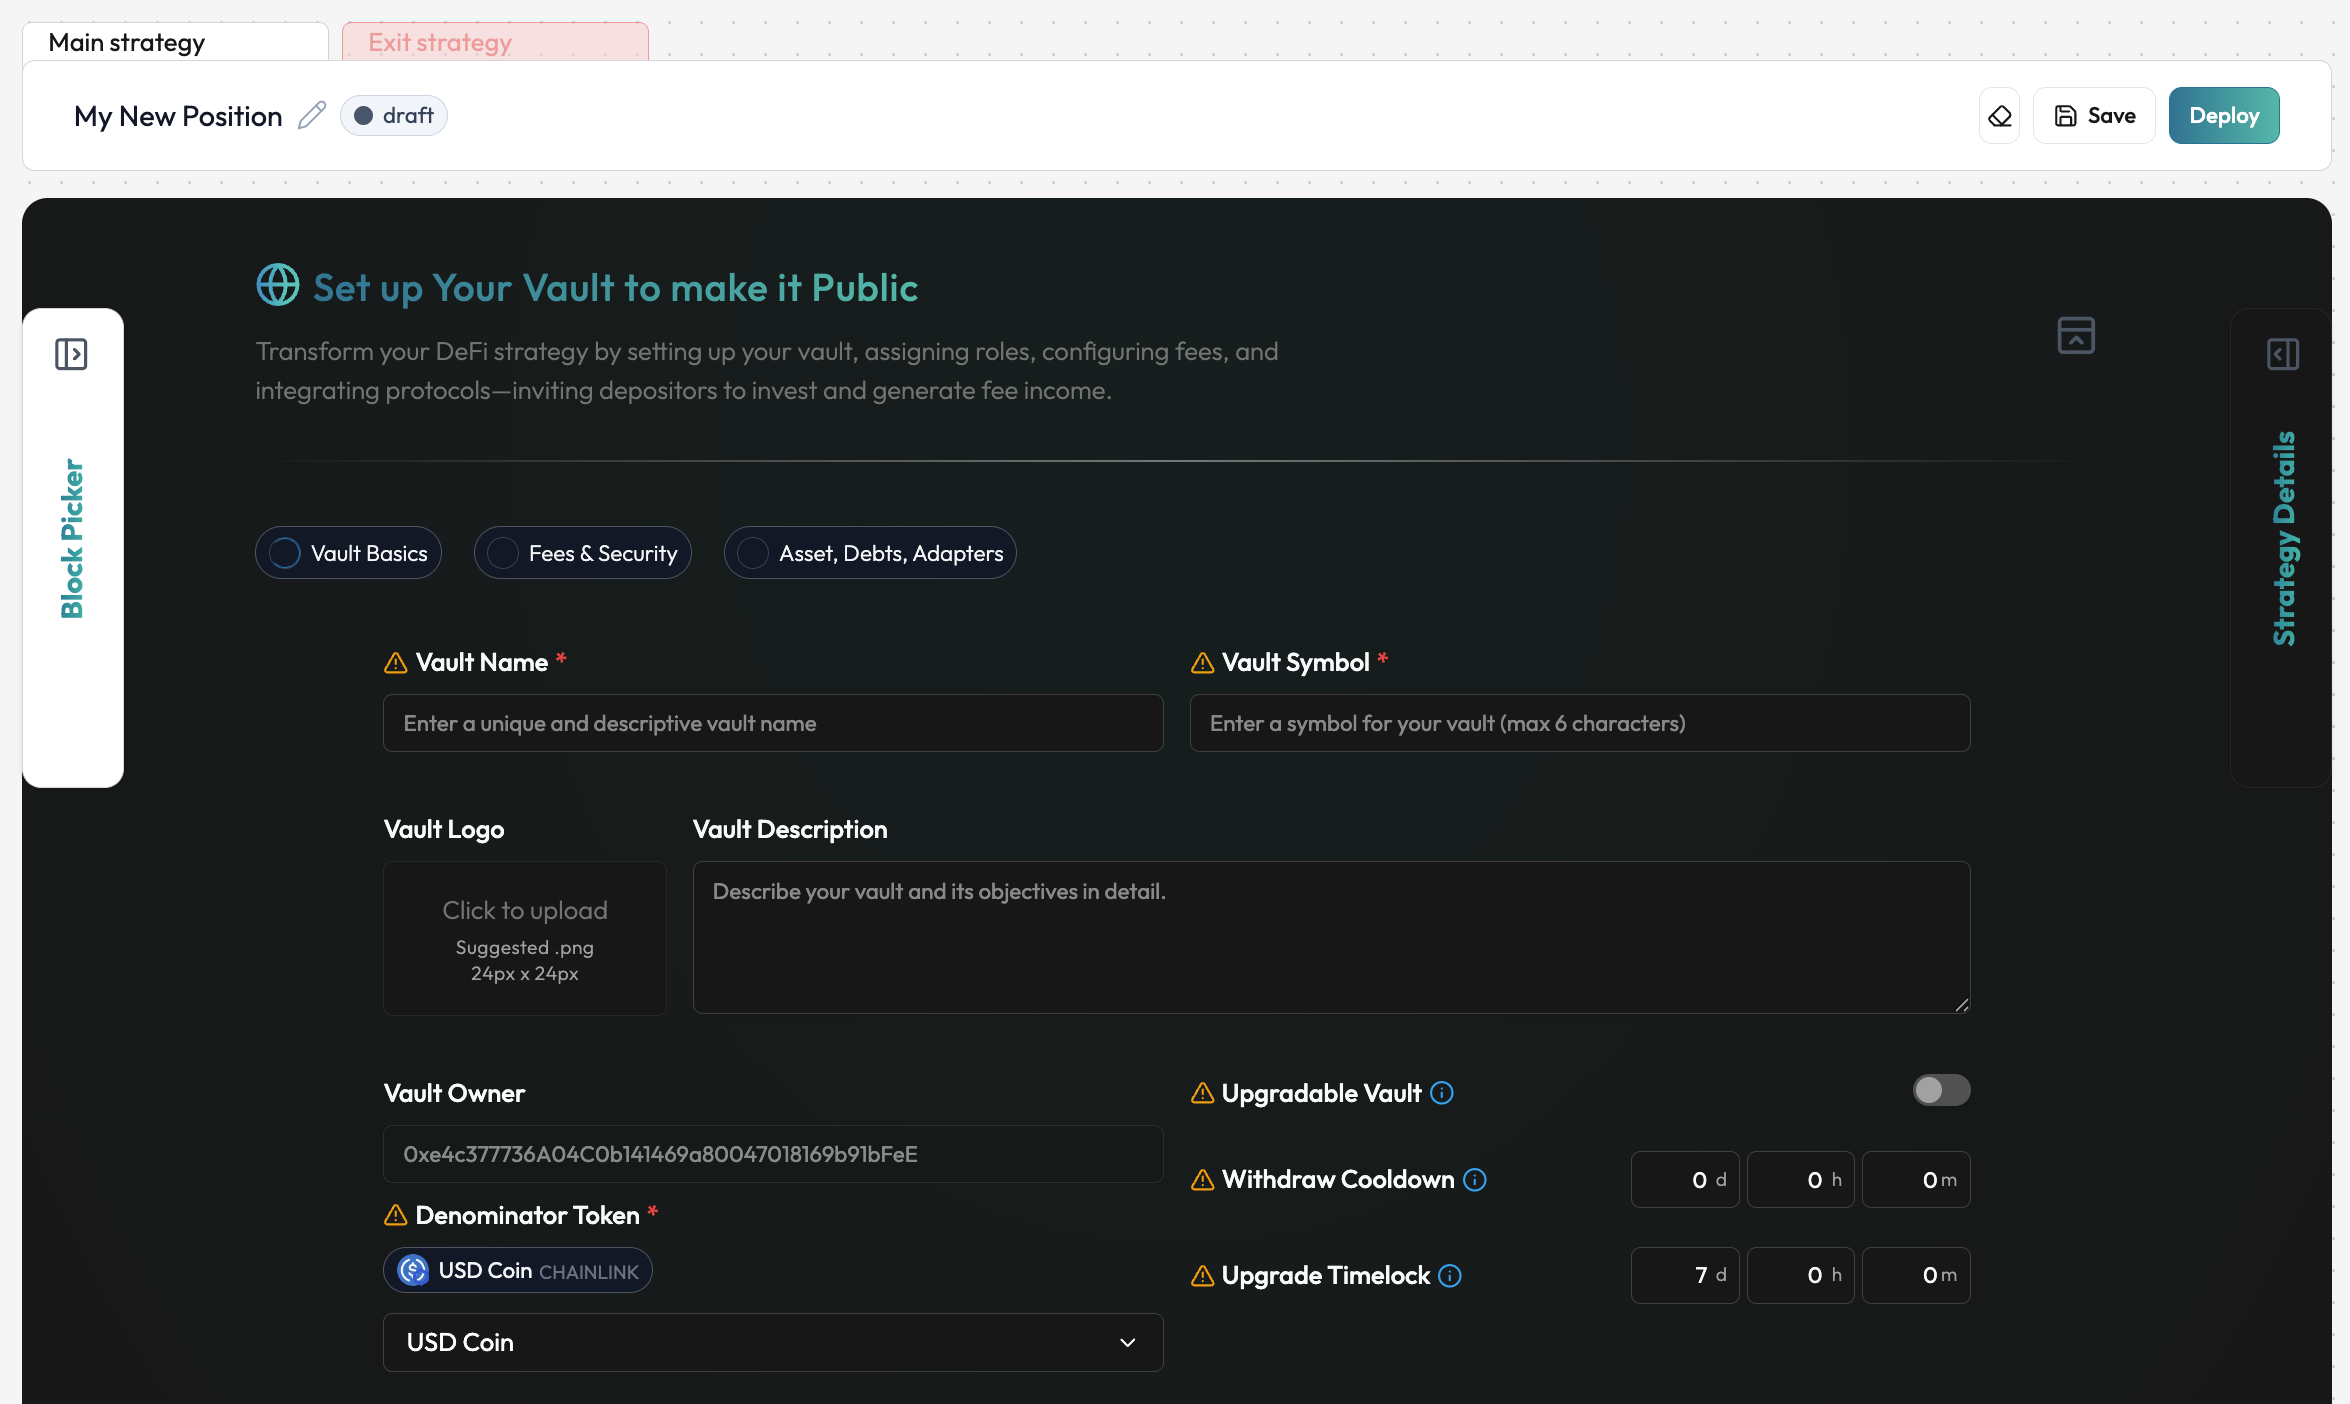 Main strategy
Exit strategy
My New Position
draft
Save
Deploy
Set up Your Vault to make it Public
Transform your DeFi strategy by setting up your vault, assigning roles, configuring fees, and
integrating protocols—inviting depositors to invest and generate fee income.
Block Picker
Strategy Details
Vault Basics
Fees & Security
Asset, Debts, Adapters
Vault Name *
Vault Symbol *
Enter a unique and descriptive vault name
Enter a symbol for your vault (max 6 characters)
Vault Logo
Vault Description
Click to upload
Suggested .png
24px x 24px
Describe your vault and its objectives in detail.
Vault Owner
0xe4c377736A04C0b141469a80047018169b91bFeE
Upgradable Vault
Withdraw Cooldown
0 d
0 h
0 m
Denominator Token *
USD Coin CHAINLINK
Upgrade Timelock
7 d
0 h
0 m
USD Coin